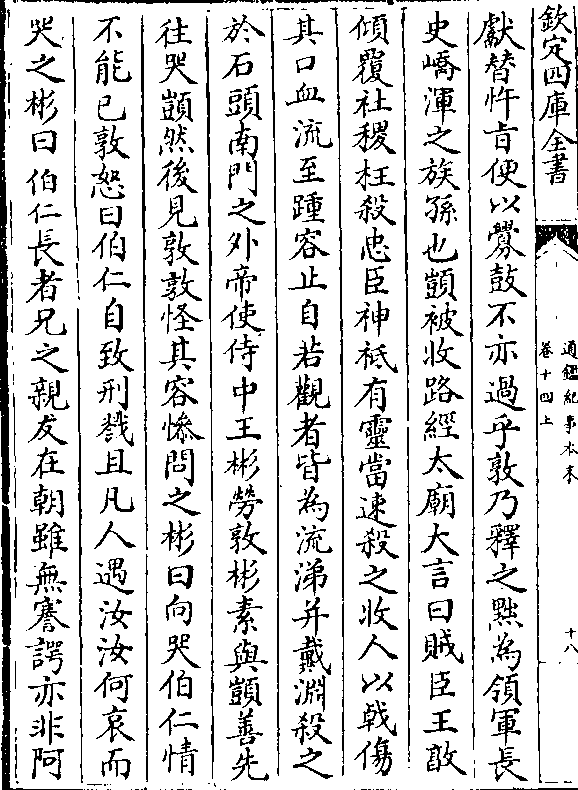 欽定四庫全書
通鑑紀事本末
卷十四上
十八
獻替忤旨便以釁鼓不亦過乎敦乃釋之黜為領軍長
史嶠渾之族孫也顗被收路經太廟大言曰賊臣王敦
傾覆社稷枉殺忠臣神祗有靈當速殺之收人以戟傷
其口血流至踵容止自若觀者皆為流涕并戴淵殺之
於石頭南門之外帝使侍中王彬勞敦彬素與顗善先
往哭顗然後見敦敦怪其容慘問之彬曰向哭伯仁情
不能已敦怒曰伯仁自致刑戮且凡人遇汝汝何哀而
哭之彬曰伯仁長者兄之親友在朝雖無謇諤亦非阿